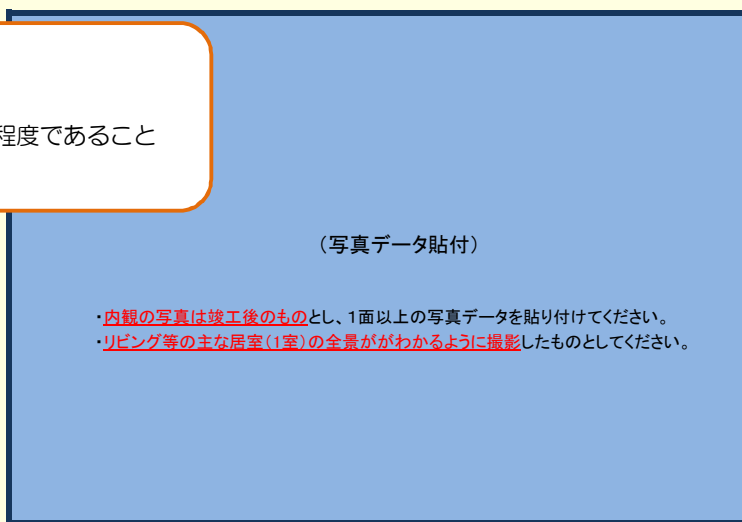 程度であること
（写真データ貼付）
・内観の写真は竣工後のものとし、1面以上の写真データを貼り付けてください。
・リビング等の主な居室（1室）の全景ががわかるように撮影したものとしてください。